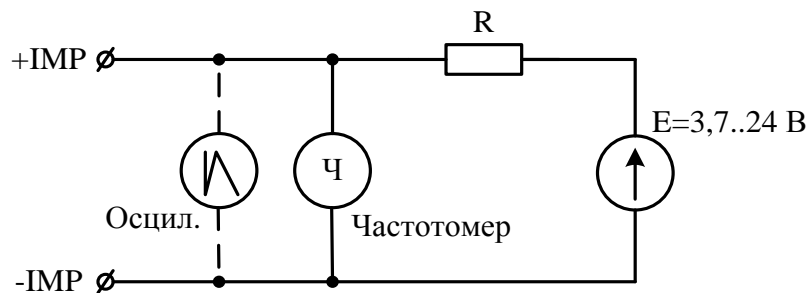 R
+IMP
E=3,7..24 В
Ч
Осцил.
Частотомер
-IMP